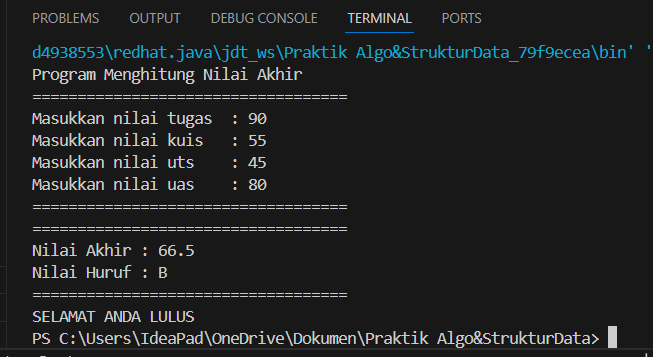 PROBLEMS OUTPUT DEBUG CONSOLE TERMINAL PORTS
d4938553\redhat.java\jdt_ws\Praktik Algo&StrukturData_79f9ecea\bin' '
Program Menghitung Nilai Akhir
===================================
Masukkan nilai tugas  : 90
Masukkan nilai kuis   : 55
Masukkan nilai uts    : 45
Masukkan nilai uas    : 80
===================================
===================================
Nilai Akhir : 66.5
Nilai Huruf : B
===================================
SELAMAT ANDA LULUS
PS C:\Users\IdeaPad\OneDrive\Dokumen\Praktik Algo&StrukturData>